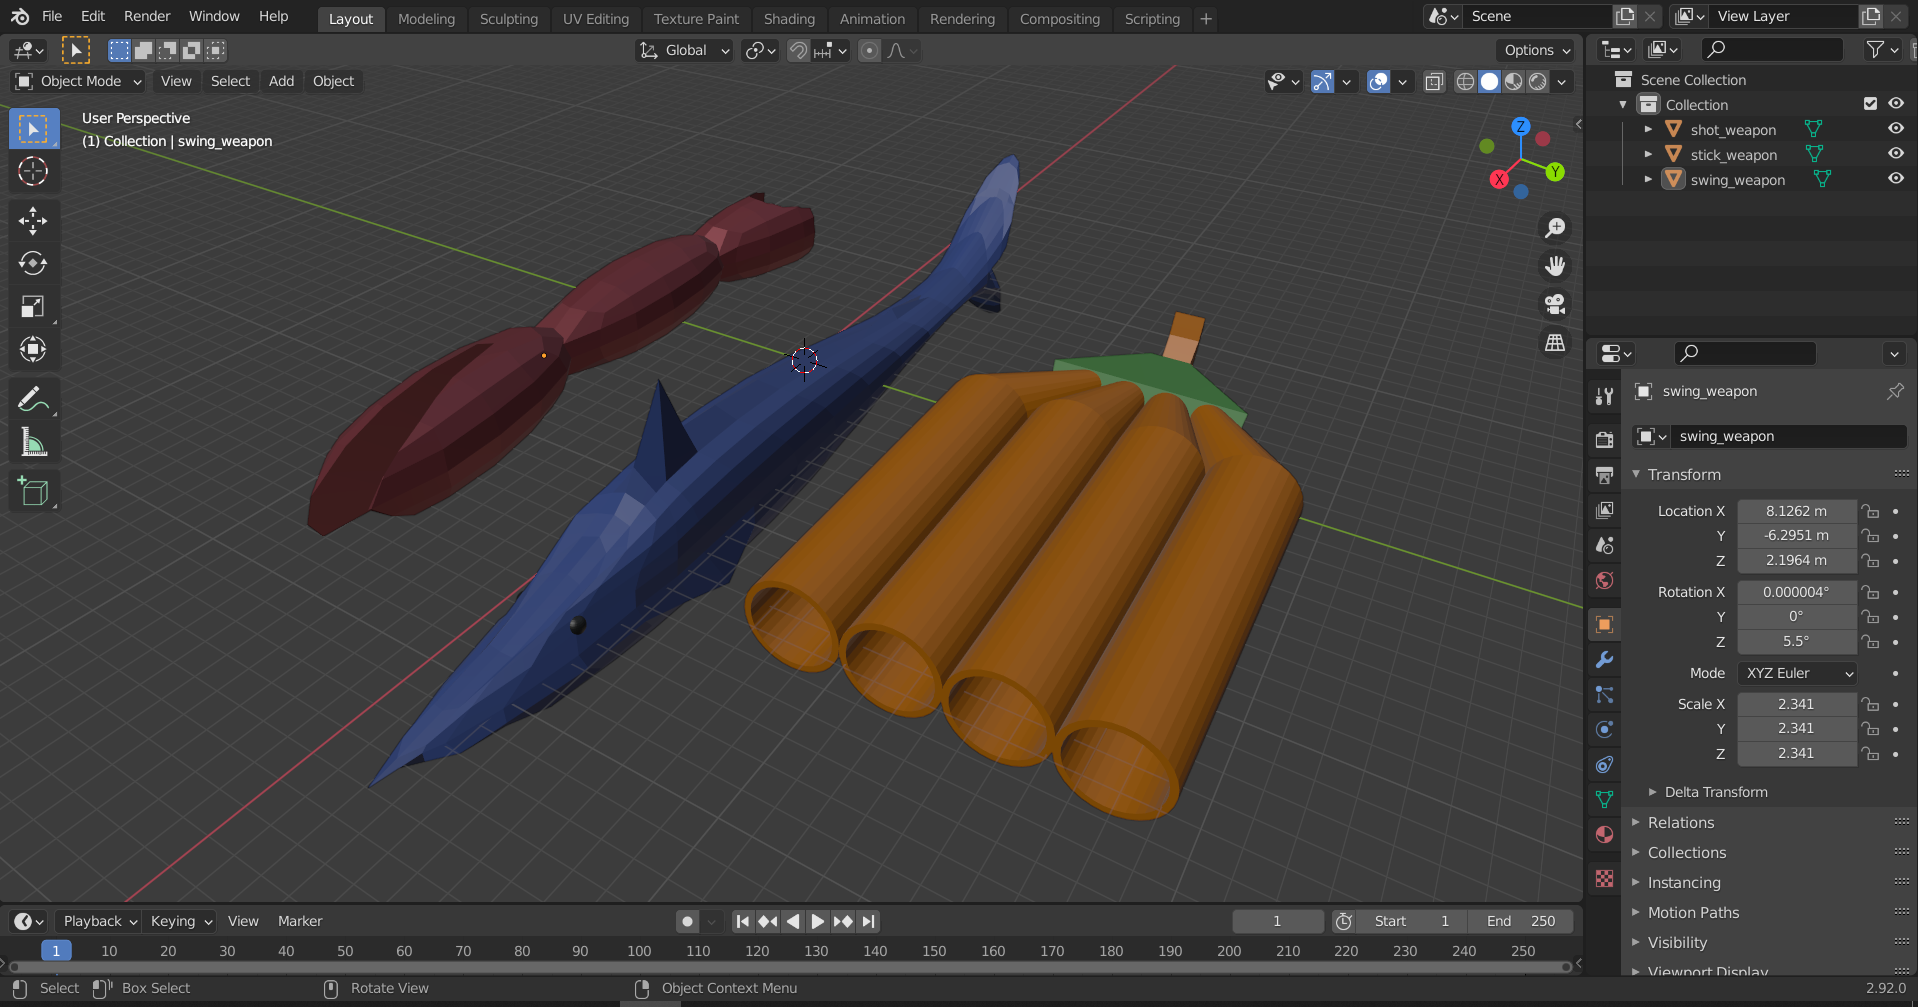 File Edit Render Window Help Layout Modeling Sculpting UV Editing Texture Paint Shading Animation Rendering Compositing Scripting + Scene View Layer
Global Options
Object Mode View Select Add Object
User Perspective
(1) Collection | swing_weapon
Z
Y
X
Scene Collection
Collection
shot_weapon
stick_weapon
swing_weapon
swing_weapon
swing_weapon
Transform
Location X 8.1262 m
Y -6.2951 m
Z 2.1964 m
Rotation X 0.000004°
Y 0°
Z 5.5°
Mode XYZ Euler
Scale X 2.341
Y 2.341
Z 2.341
Delta Transform
Relations
Collections
Instancing
Motion Paths
Visibility
Viewport Display
Playback Keying View Marker 1 Start 1 End 250
1 10 20 30 40 50 60 70 80 90 100 110 120 130 140 150 160 170 180 190 200 210 220 230 240 250
Select Box Select Rotate View Object Context Menu 2.92.0